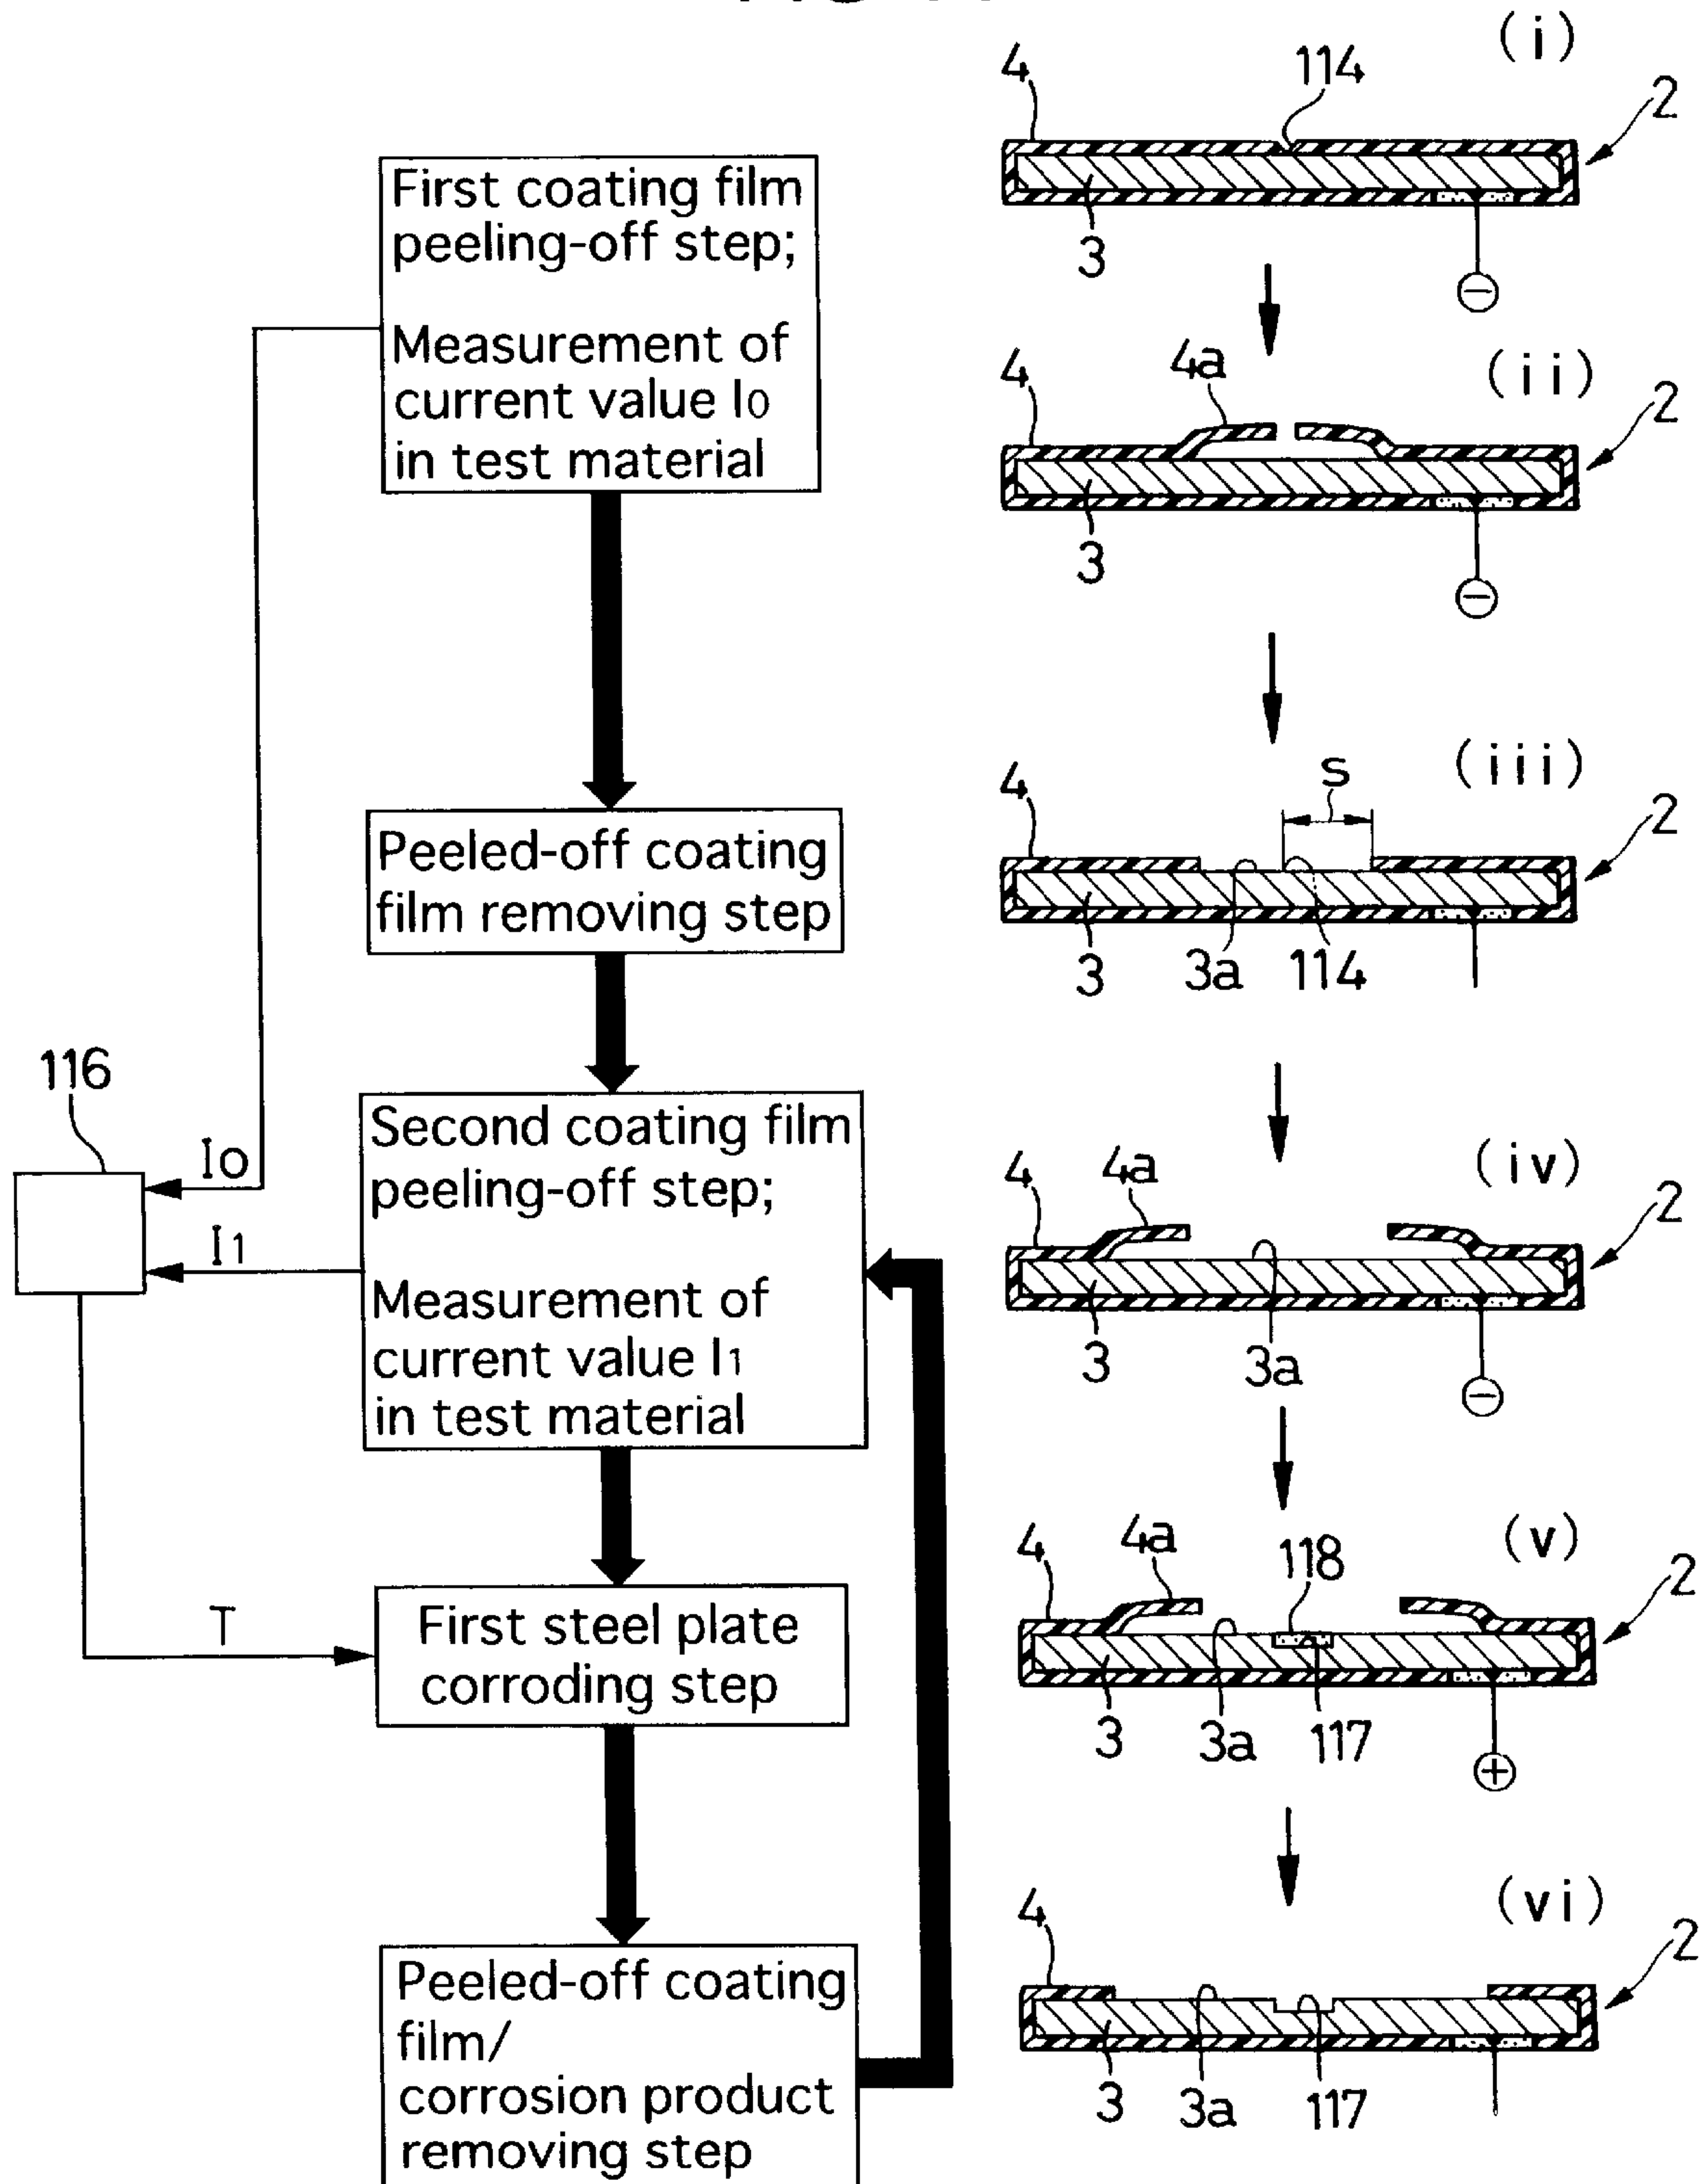 First coating film
peeling-off step;
Measurement of
current value I0
in test material
Peeled-off coating
film removing step
116
I0
I1
Second coating film
peeling-off step;
Measurement of
current value I1
in test material
T
First steel plate
corroding step
Peeled-off coating
film/
corrosion product
removing step
(i)
4
114
2
3
−
(ii)
4
4a
2
3
−
(iii)
4
s
2
3
3a
114
(iv)
4
4a
2
3
3a
−
(v)
4
4a
118
2
3
3a
117
+
(vi)
4
2
3
3a
117